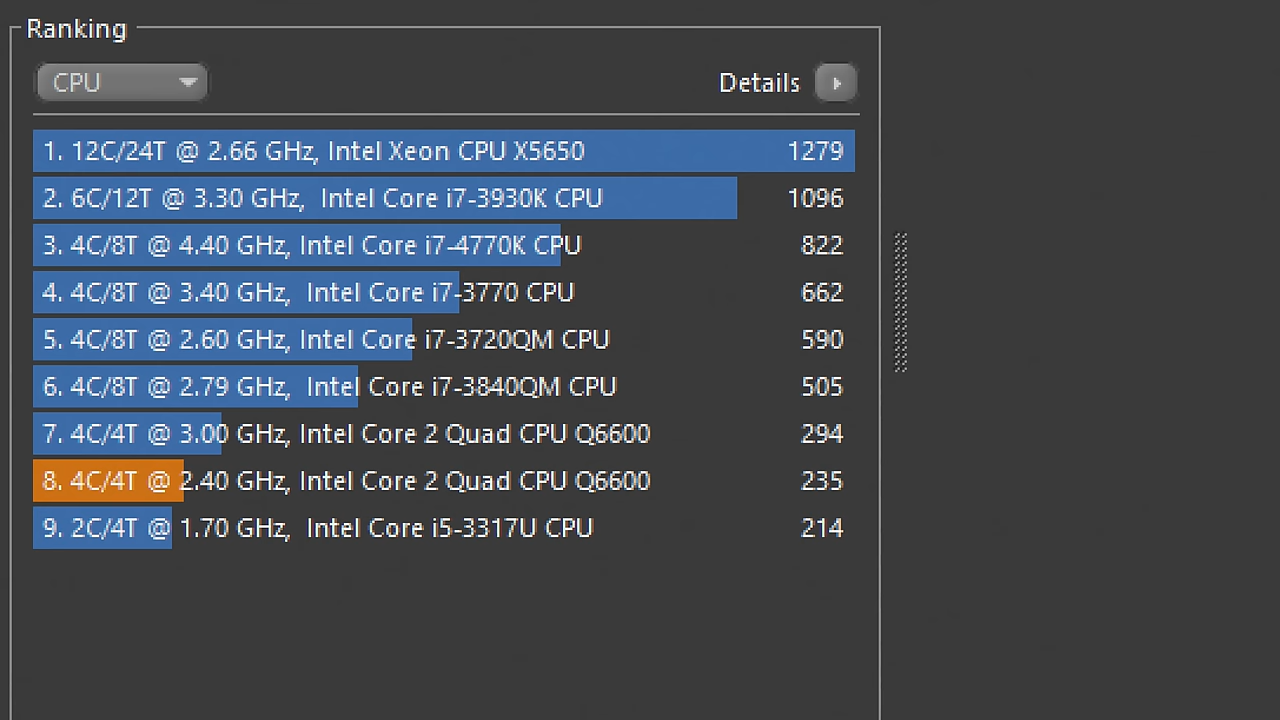 Ranking
CPU
Details
1. 12C/24T @ 2.66 GHz, Intel Xeon CPU X5650 1279
2. 6C/12T @ 3.30 GHz,  Intel Core i7-3930K CPU 1096
3. 4C/8T @ 4.40 GHz, Intel Core i7-4770K CPU 822
4. 4C/8T @ 3.40 GHz,  Intel Core i7-3770 CPU 662
5. 4C/8T @ 2.60 GHz, Intel Core i7-3720QM CPU 590
6. 4C/8T @ 2.79 GHz,  Intel Core i7-3840QM CPU 505
7. 4C/4T @ 3.00 GHz, Intel Core 2 Quad CPU Q6600 294
8. 4C/4T @ 2.40 GHz, Intel Core 2 Quad CPU Q6600 235
9. 2C/4T @ 1.70 GHz,  Intel Core i5-3317U CPU 214